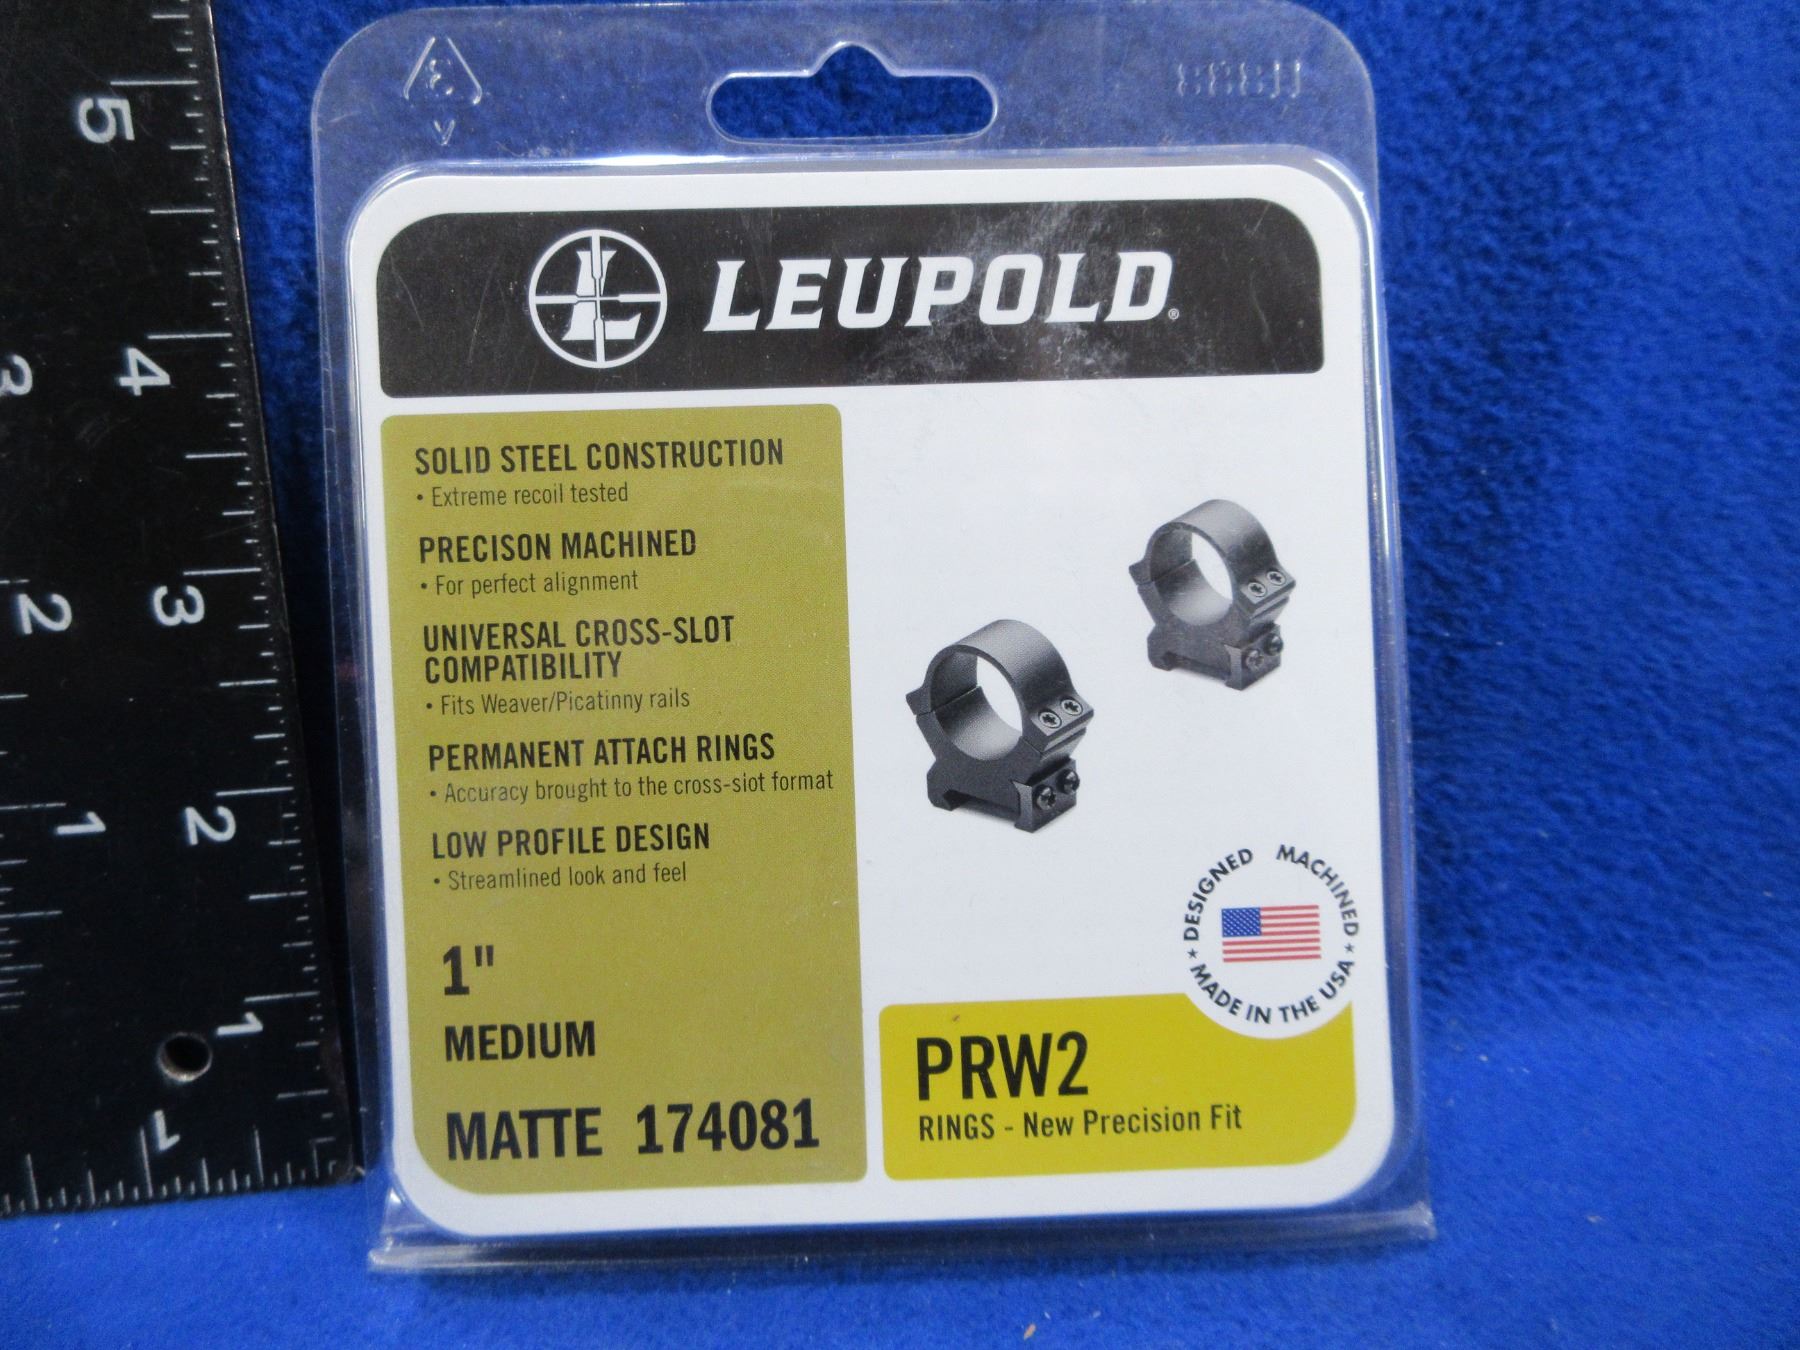 5
4
3
2
1
1
3
2
1
3
LEUPOLD®
SOLID STEEL CONSTRUCTION
• Extreme recoil tested
PRECISON MACHINED
• For perfect alignment
UNIVERSAL CROSS-SLOT
COMPATIBILITY
• Fits Weaver/Picatinny rails
PERMANENT ATTACH RINGS
• Accuracy brought to the cross-slot format
LOW PROFILE DESIGN
• Streamlined look and feel
1"
MEDIUM
MATTE 174081
DESIGNED MACHINED
★ MADE IN THE USA ★
PRW2
RINGS - New Precision Fit